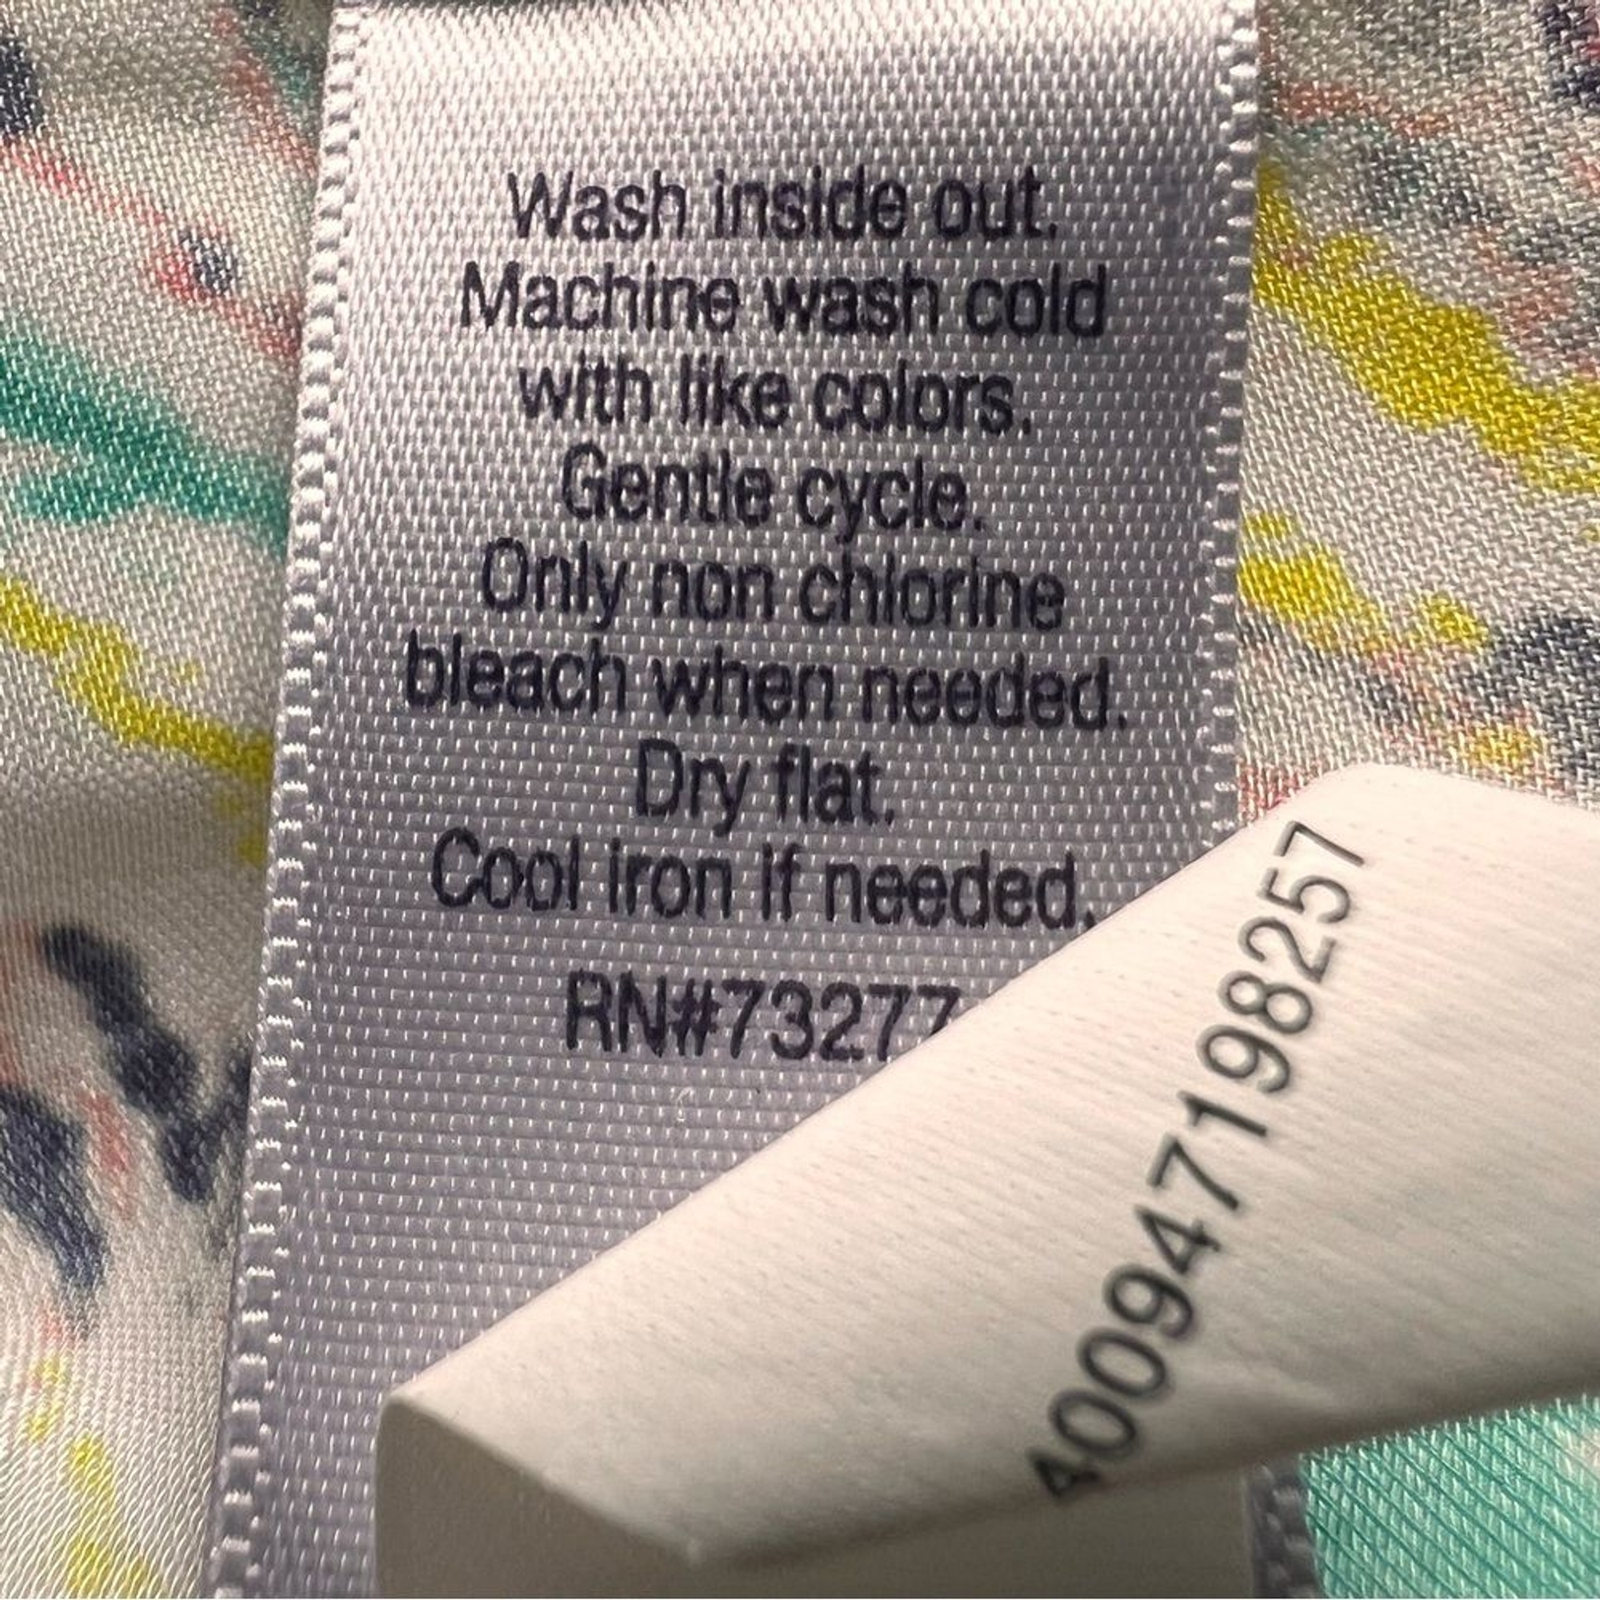 Wash inside out.
Machine wash cold
with like colors.
Gentle cycle.
Only non chlorine
bleach when needed.
Dry flat.
Cool iron if needed.
RN#73277
400947198257